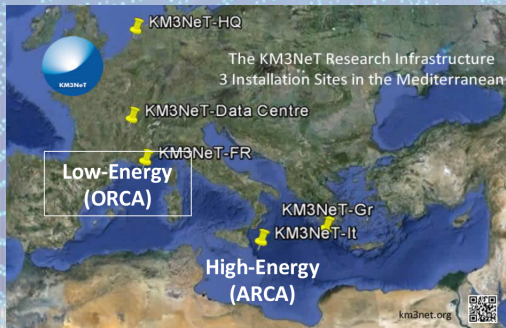 KM3NeT-HQ
KM3NeT
The KM3NeT Research Infrastructure
3 Installation Sites in the Mediterranean
KM3NeT-Data Centre
KM3NeT-FR
Low-Energy
(ORCA)
KM3NeT-Gr
KM3NeT-It
High-Energy
(ARCA)
km3net.org